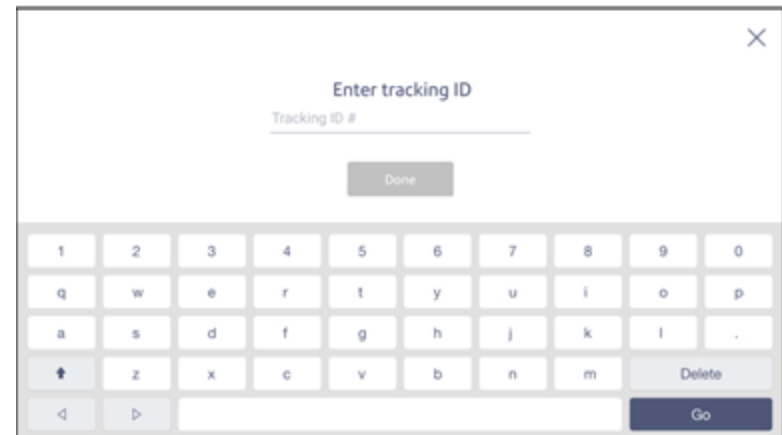 Enter tracking ID
Tracking ID #
Done
1 2 3 4 5 6 7 8 9 0
q w e r t y u i o p
a s d f g h j k l .
z x c v b n m Delete
Go